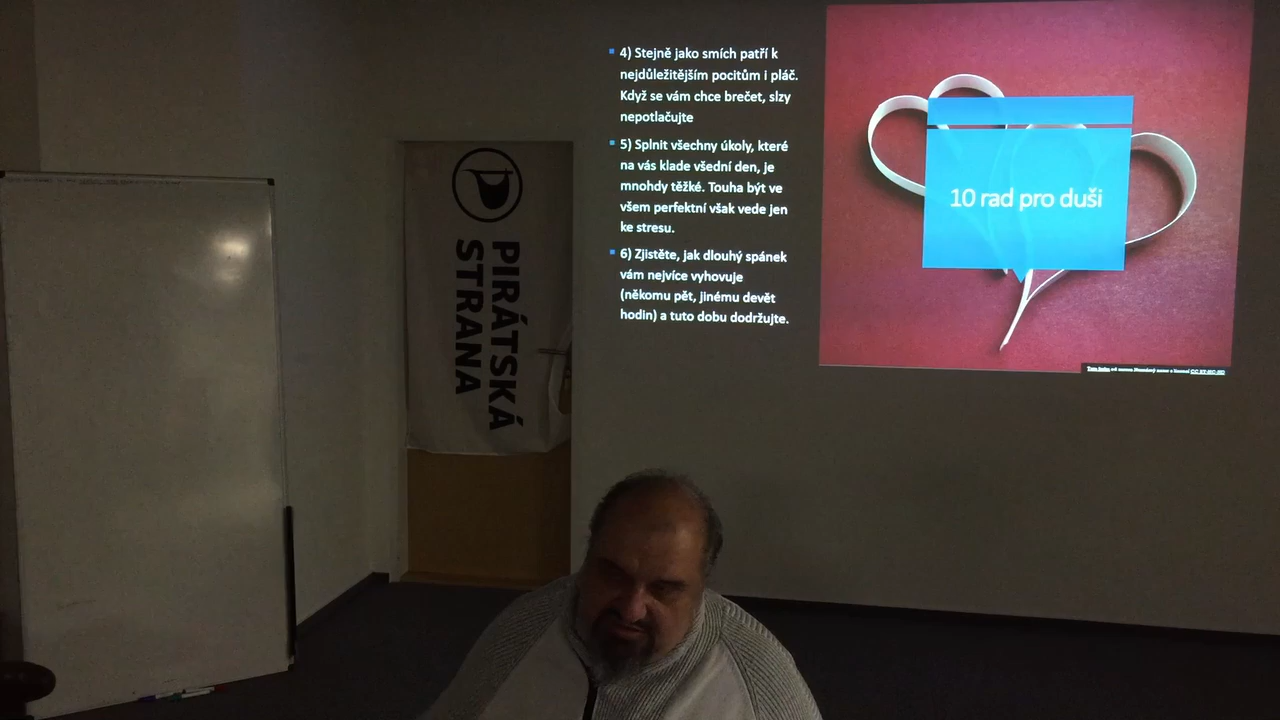 4) Stejně jako smích patří k
nejdůležitějším pocitům i pláč.
Když se vám chce brečet, slzy
nepotlačujte
5) Splnit všechny úkoly, které
na vás klade všední den, je
mnohdy těžké. Touha být ve
všem perfektní však vede jen
ke stresu.
6) Zjistěte, jak dlouhý spánek
vám nejvíce vyhovuje
(někomu pět, jinému devět
hodin) a tuto dobu dodržujte.
10 rad pro duši
PIRÁTSKÁ
STRANA